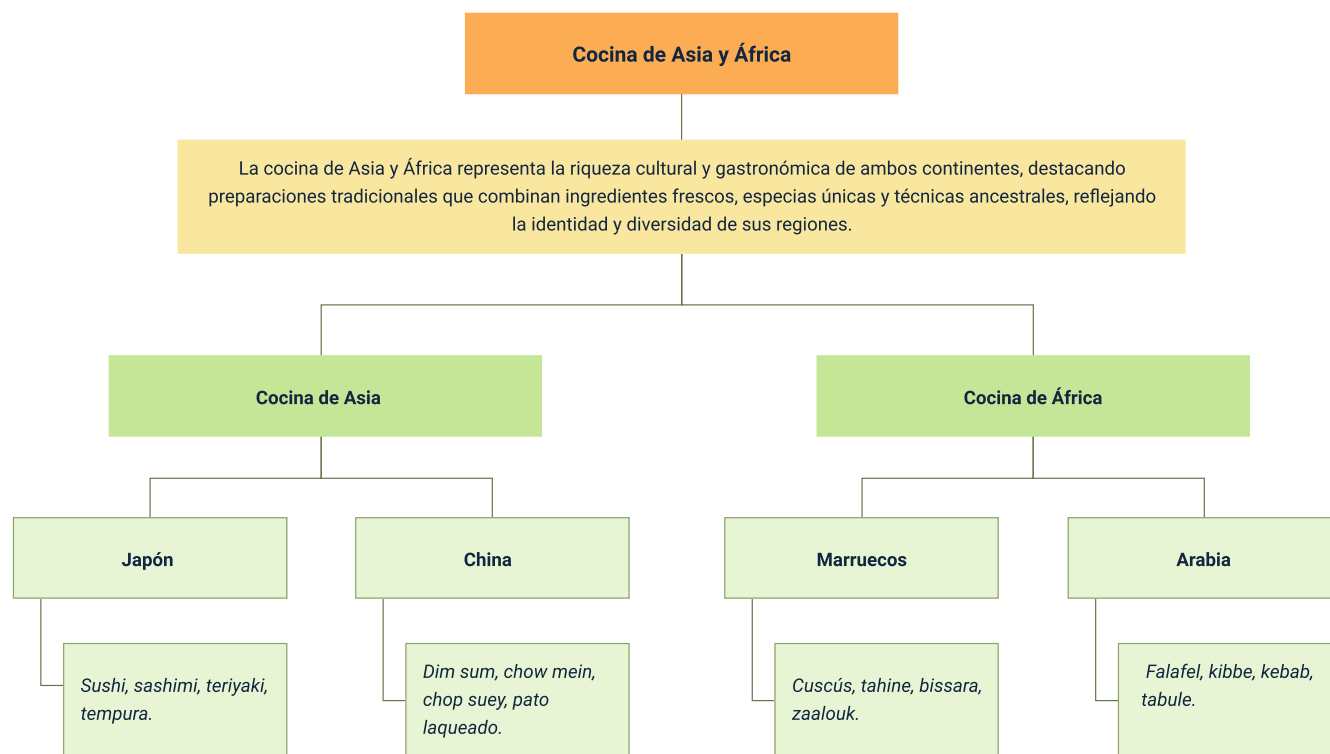 Cocina de Asia y África
La cocina de Asia y África representa la riqueza cultural y gastronómica de ambos continentes, destacando
preparaciones tradicionales que combinan ingredientes frescos, especias únicas y técnicas ancestrales, reflejando
la identidad y diversidad de sus regiones.
Cocina de Asia
Cocina de África
Japón
China
Marruecos
Arabia
Sushi, sashimi, teriyaki,
tempura.
Dim sum, chow mein,
chop suey, pato
laqueado.
Cuscús, tahine, bissara,
zaalouk.
Falafel, kibbe, kebab,
tabule.